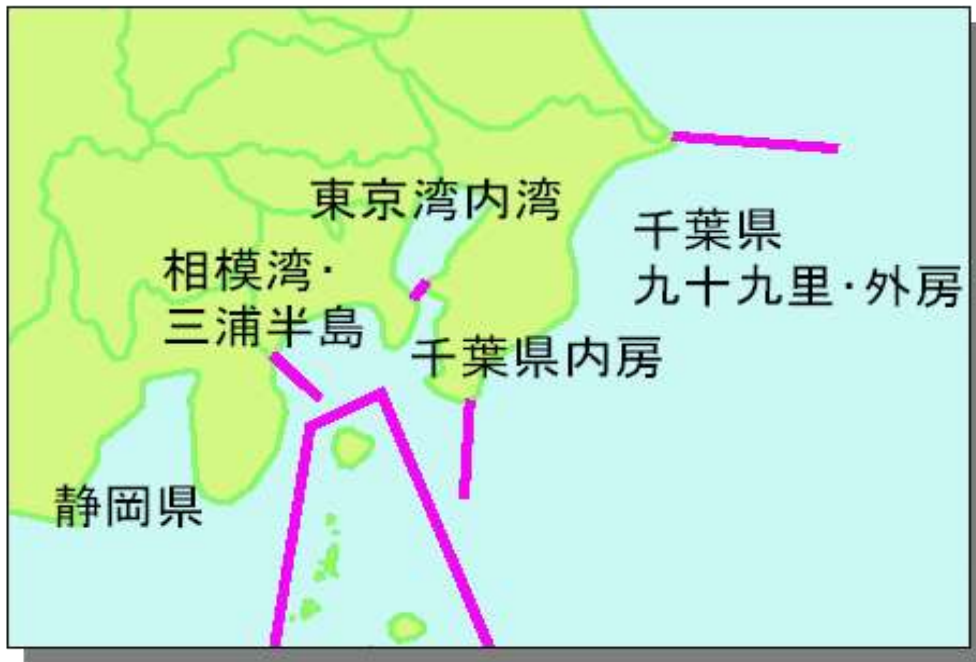 東京湾内湾
千葉県
九十九里・外房
相模湾・
三浦半島
千葉県内房
静岡県